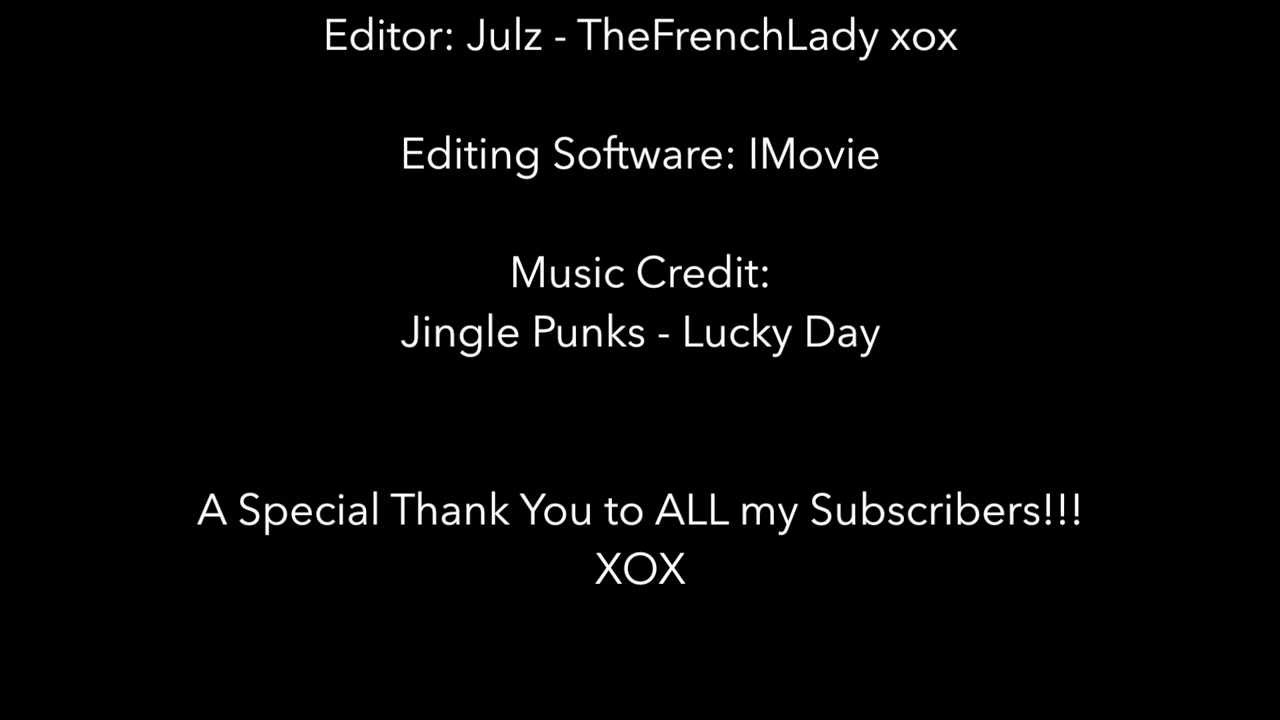 Editor: Julz - TheFrenchLady xox
Editing Software: IMovie
Music Credit:
Jingle Punks - Lucky Day
A Special Thank You to ALL my Subscribers!!!
XOX